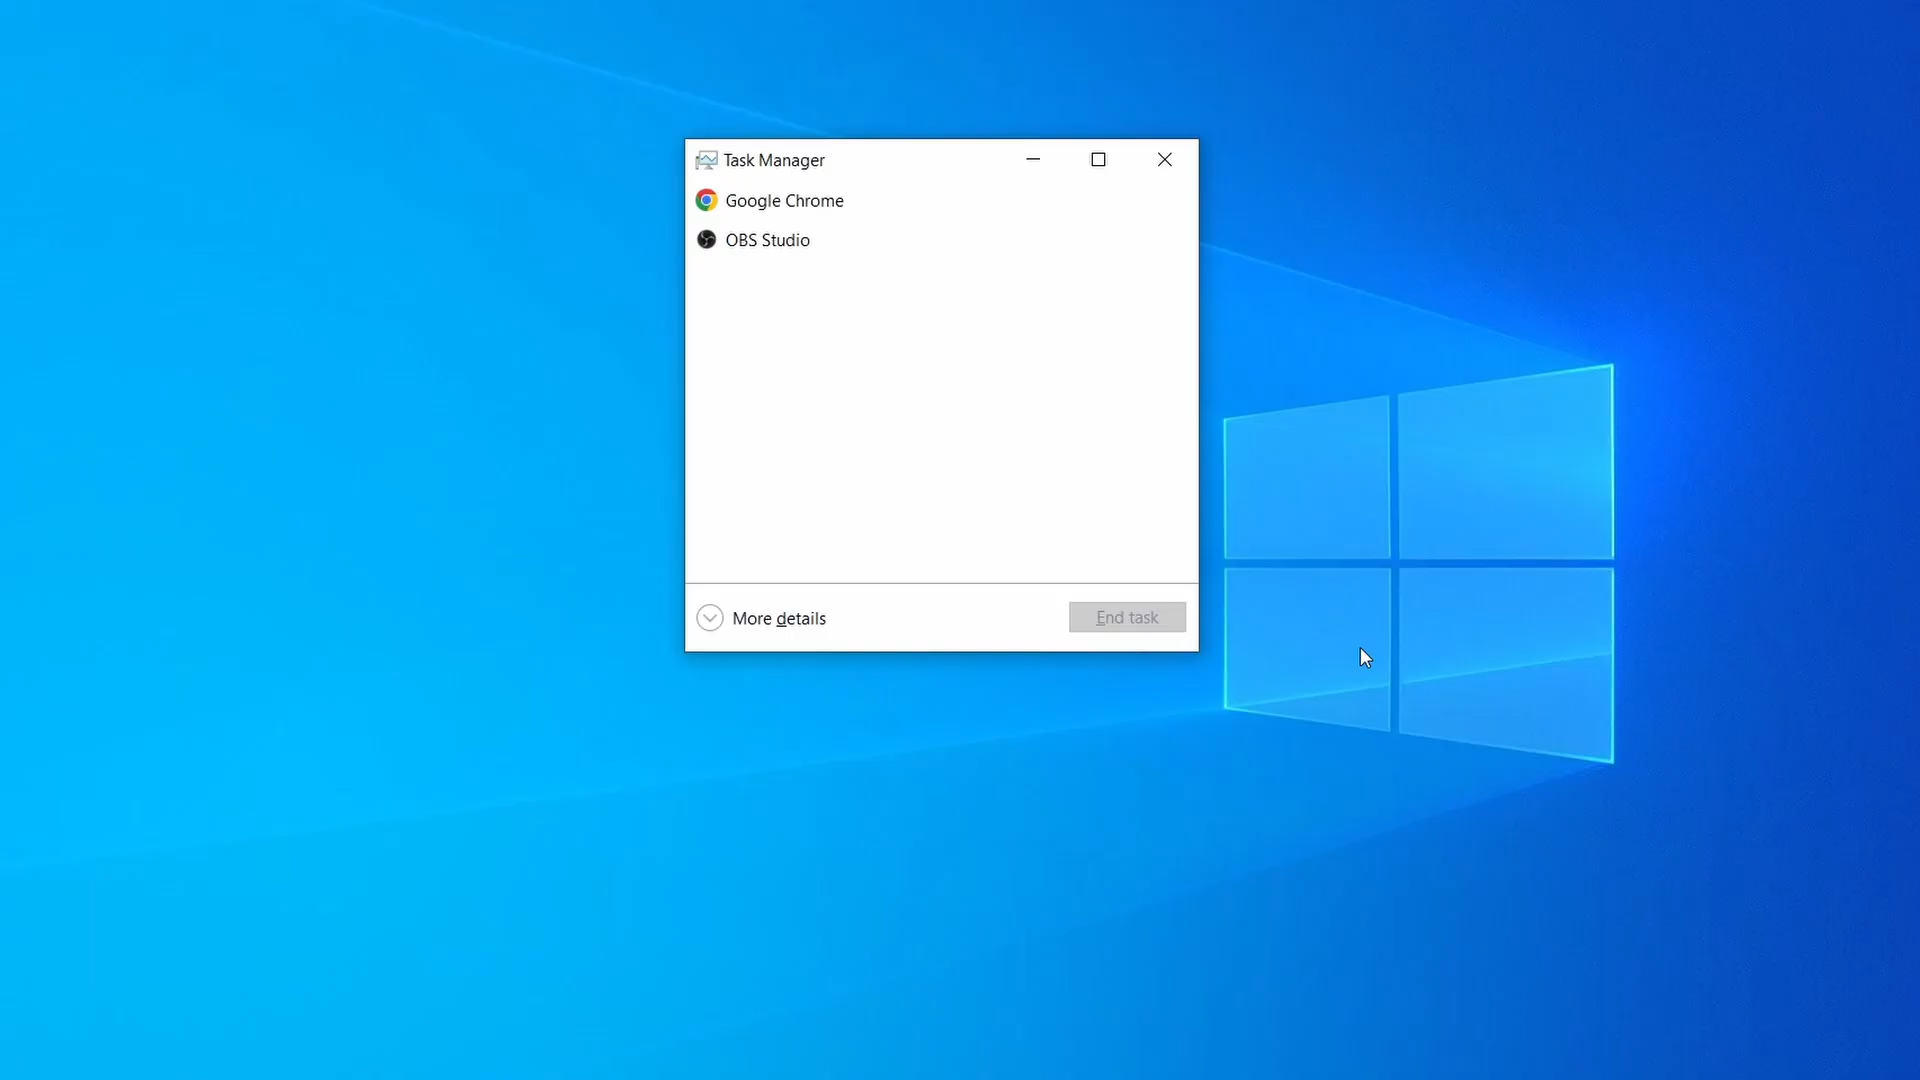 Task Manager
Google Chrome
OBS Studio
More details
End task